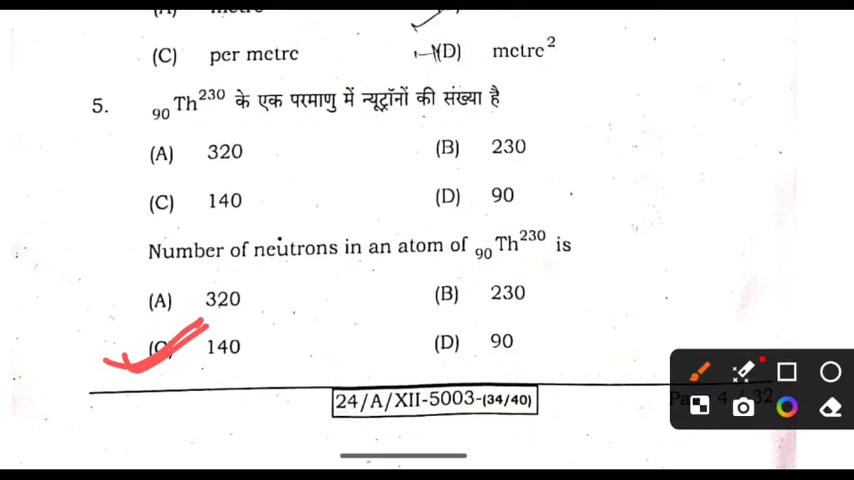 (C) per metre (D) metre²
5. ₉₀Th²³⁰ के एक परमाणु में न्यूट्रॉनों की संख्या है
(A) 320 (B) 230
(C) 140 (D) 90
Number of neutrons in an atom of ₉₀Th²³⁰ is
(A) 320 (B) 230
(C) 140 (D) 90
24/A/XII-5003-(34/40)
32